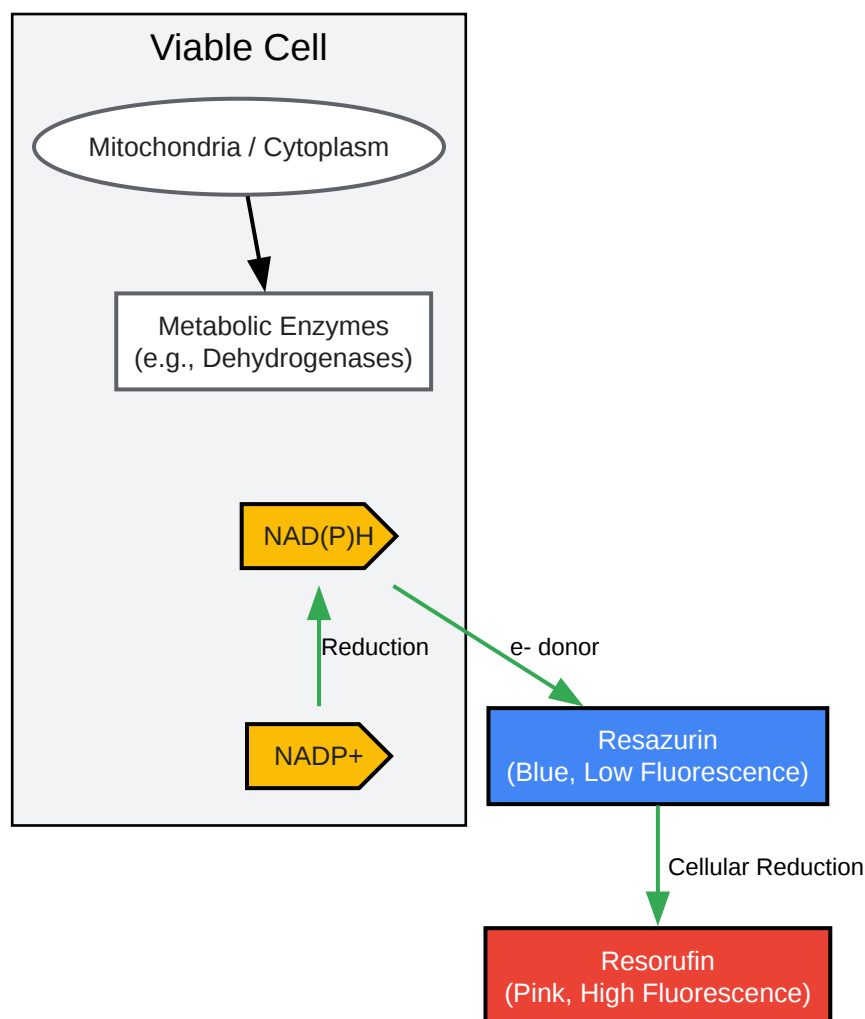 Viable Cell
Mitochondria / Cytoplasm
Metabolic Enzymes
(e.g., Dehydrogenases)
NAD(P)H
Reduction
e- donor
NADP+
Resazurin
(Blue, Low Fluorescence)
Cellular Reduction
Resorufin
(Pink, High Fluorescence)